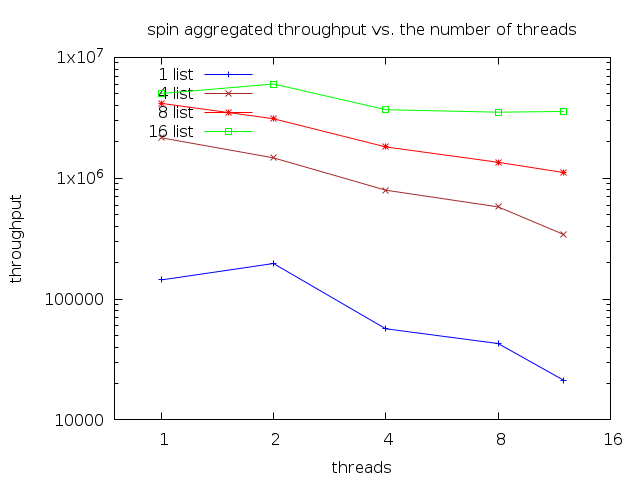 spin aggregated throughput vs. the number of threads
1x10^7
1 list
4 list
8 list
16 list
1x10^6
throughput
100000
10000
1 2 4 8 16
threads